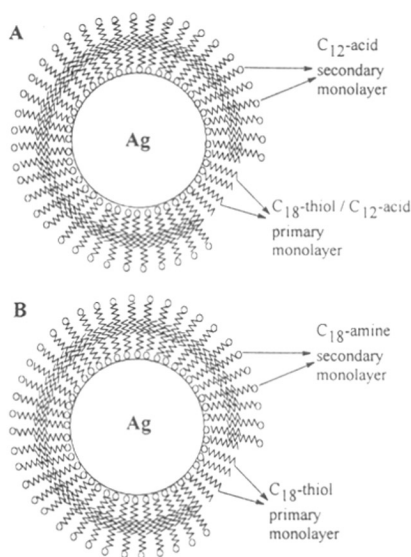 A
C12-acid
secondary
monolayer
Ag
C18-thiol / C12-acid
primary
monolayer
B
C18-amine
secondary
monolayer
Ag
C18-thiol
primary
monolayer